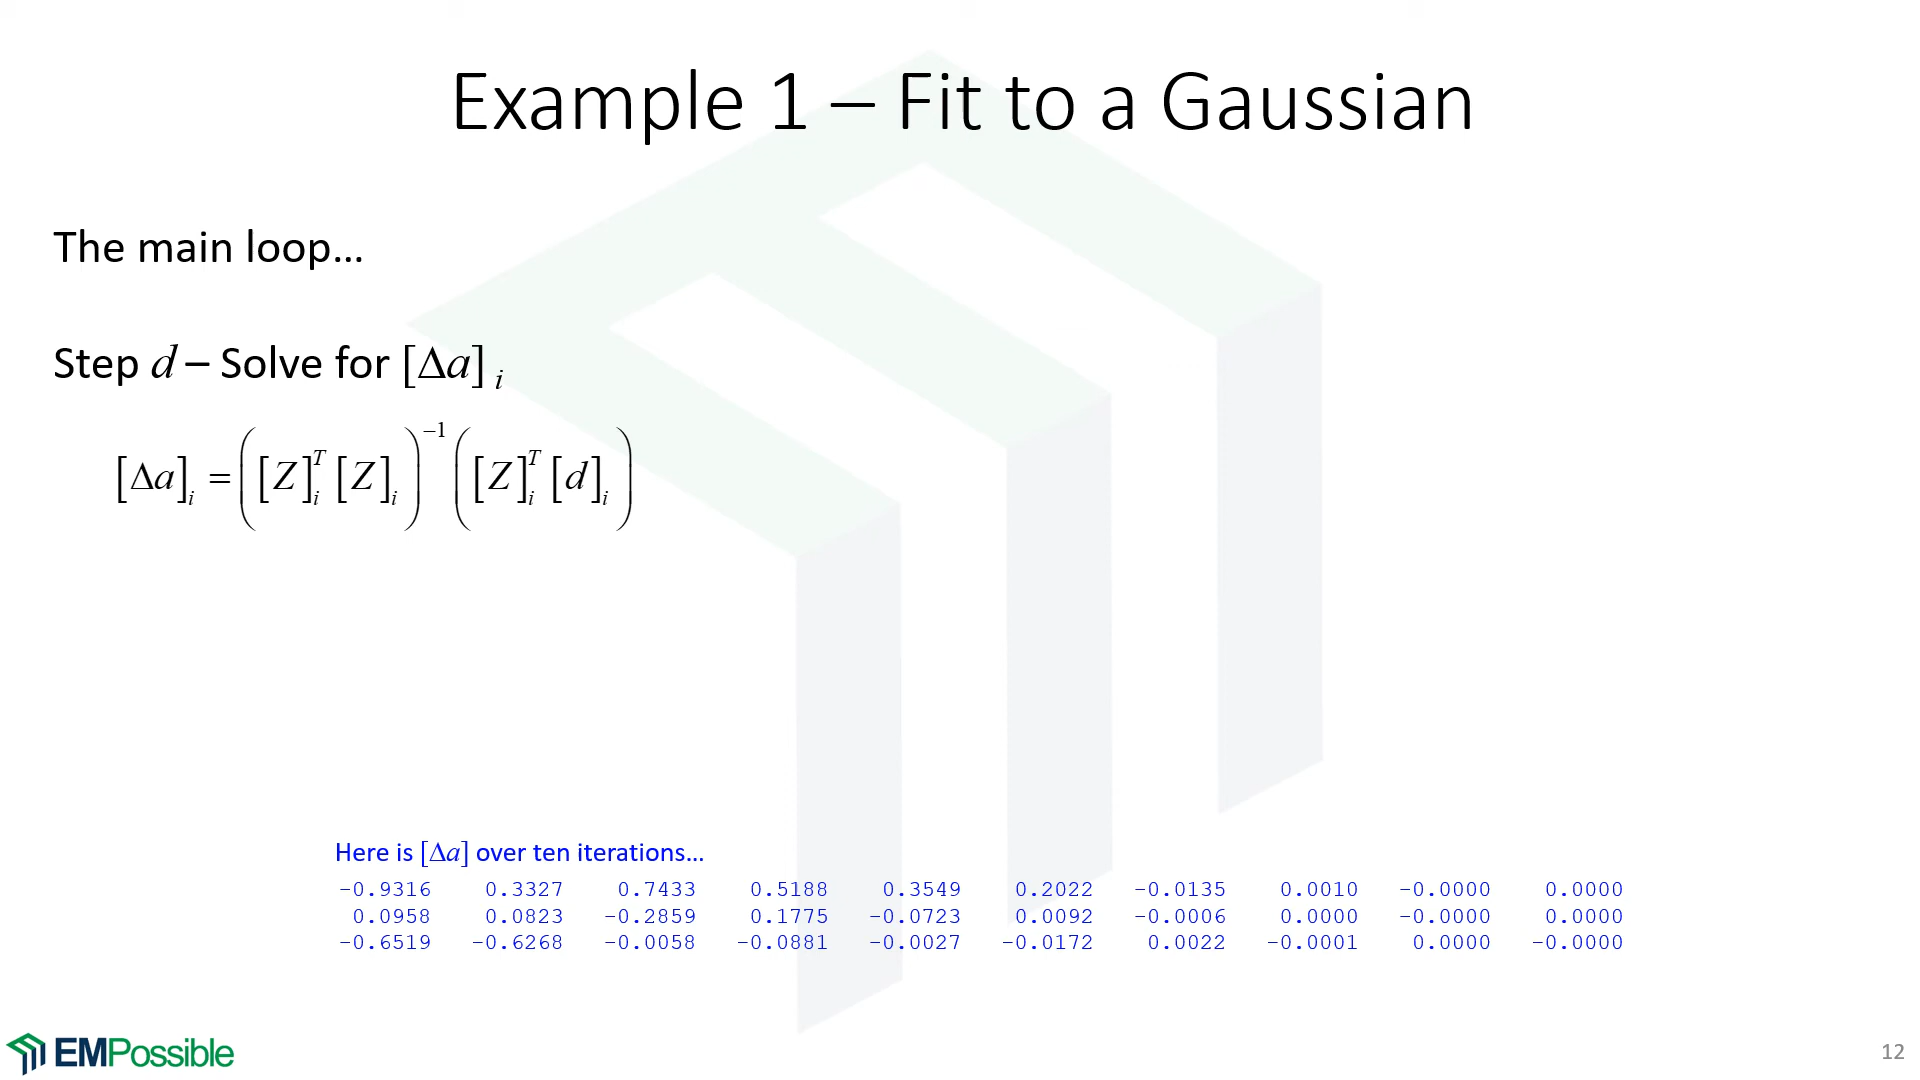 Example 1 – Fit to a Gaussian
The main loop…
Step d – Solve for [Δa] i
[Δa]i = ([Z]iT [Z]i)−1 ([Z]iT [d]i)
Here is [Δa] over ten iterations…
-0.9316 0.3327 0.7433 0.5188 0.3549 0.2022 -0.0135 0.0010 -0.0000 0.0000
0.0958 0.0823 -0.2859 0.1775 -0.0723 0.0092 -0.0006 0.0000 -0.0000 0.0000
-0.6519 -0.6268 -0.0058 -0.0881 -0.0027 -0.0172 0.0022 -0.0001 0.0000 -0.0000
EMPossible
12